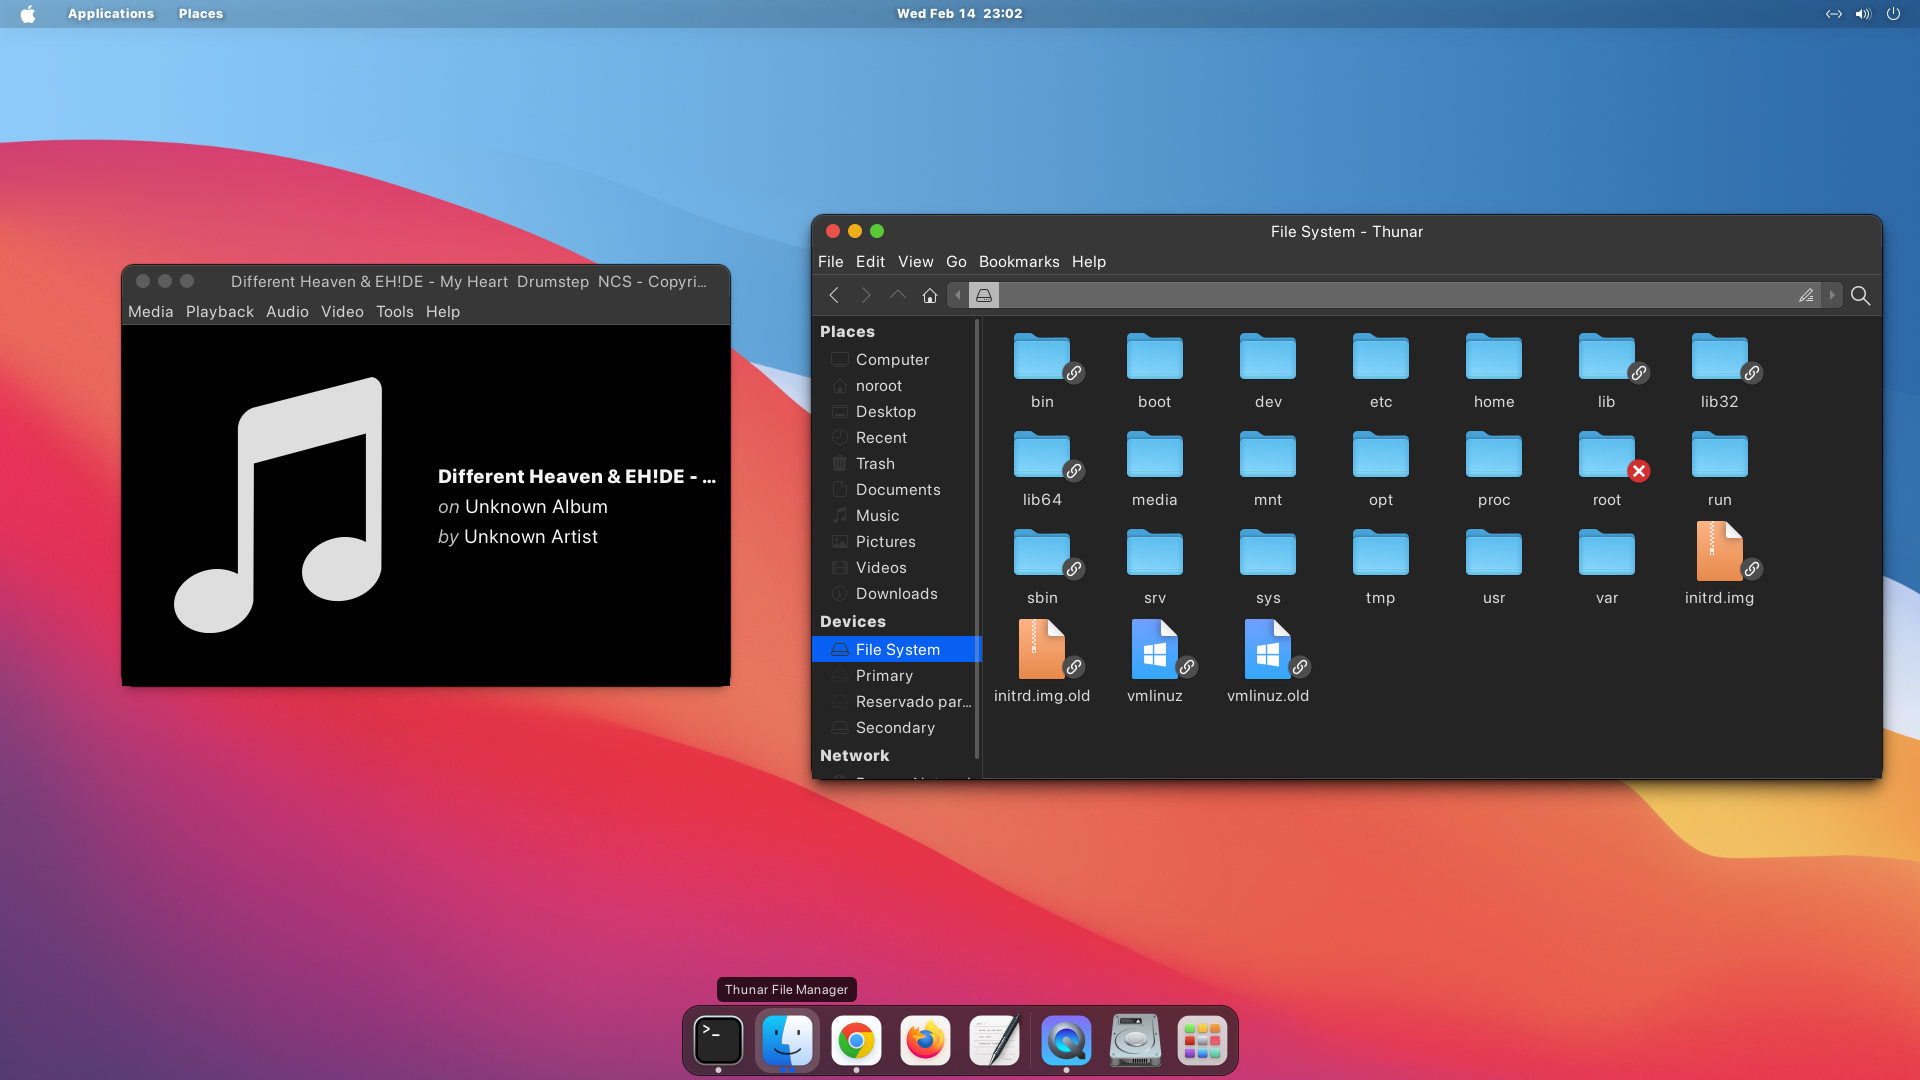 Applications Places
Wed Feb 14 23:02
File System - Thunar
File Edit View Go Bookmarks Help
Different Heaven & EH!DE - My Heart Drumstep NCS - Copyri...
Media Playback Audio Video Tools Help
Different Heaven & EH!DE - ...
on Unknown Album
by Unknown Artist
Places
Computer
noroot
Desktop
Recent
Trash
Documents
Music
Pictures
Videos
Downloads
Devices
File System
Primary
Reservado par...
Secondary
Network
bin boot dev etc home lib lib32
lib64 media mnt opt proc root run
sbin srv sys tmp usr var initrd.img
initrd.img.old vmlinuz vmlinuz.old
Thunar File Manager
>_